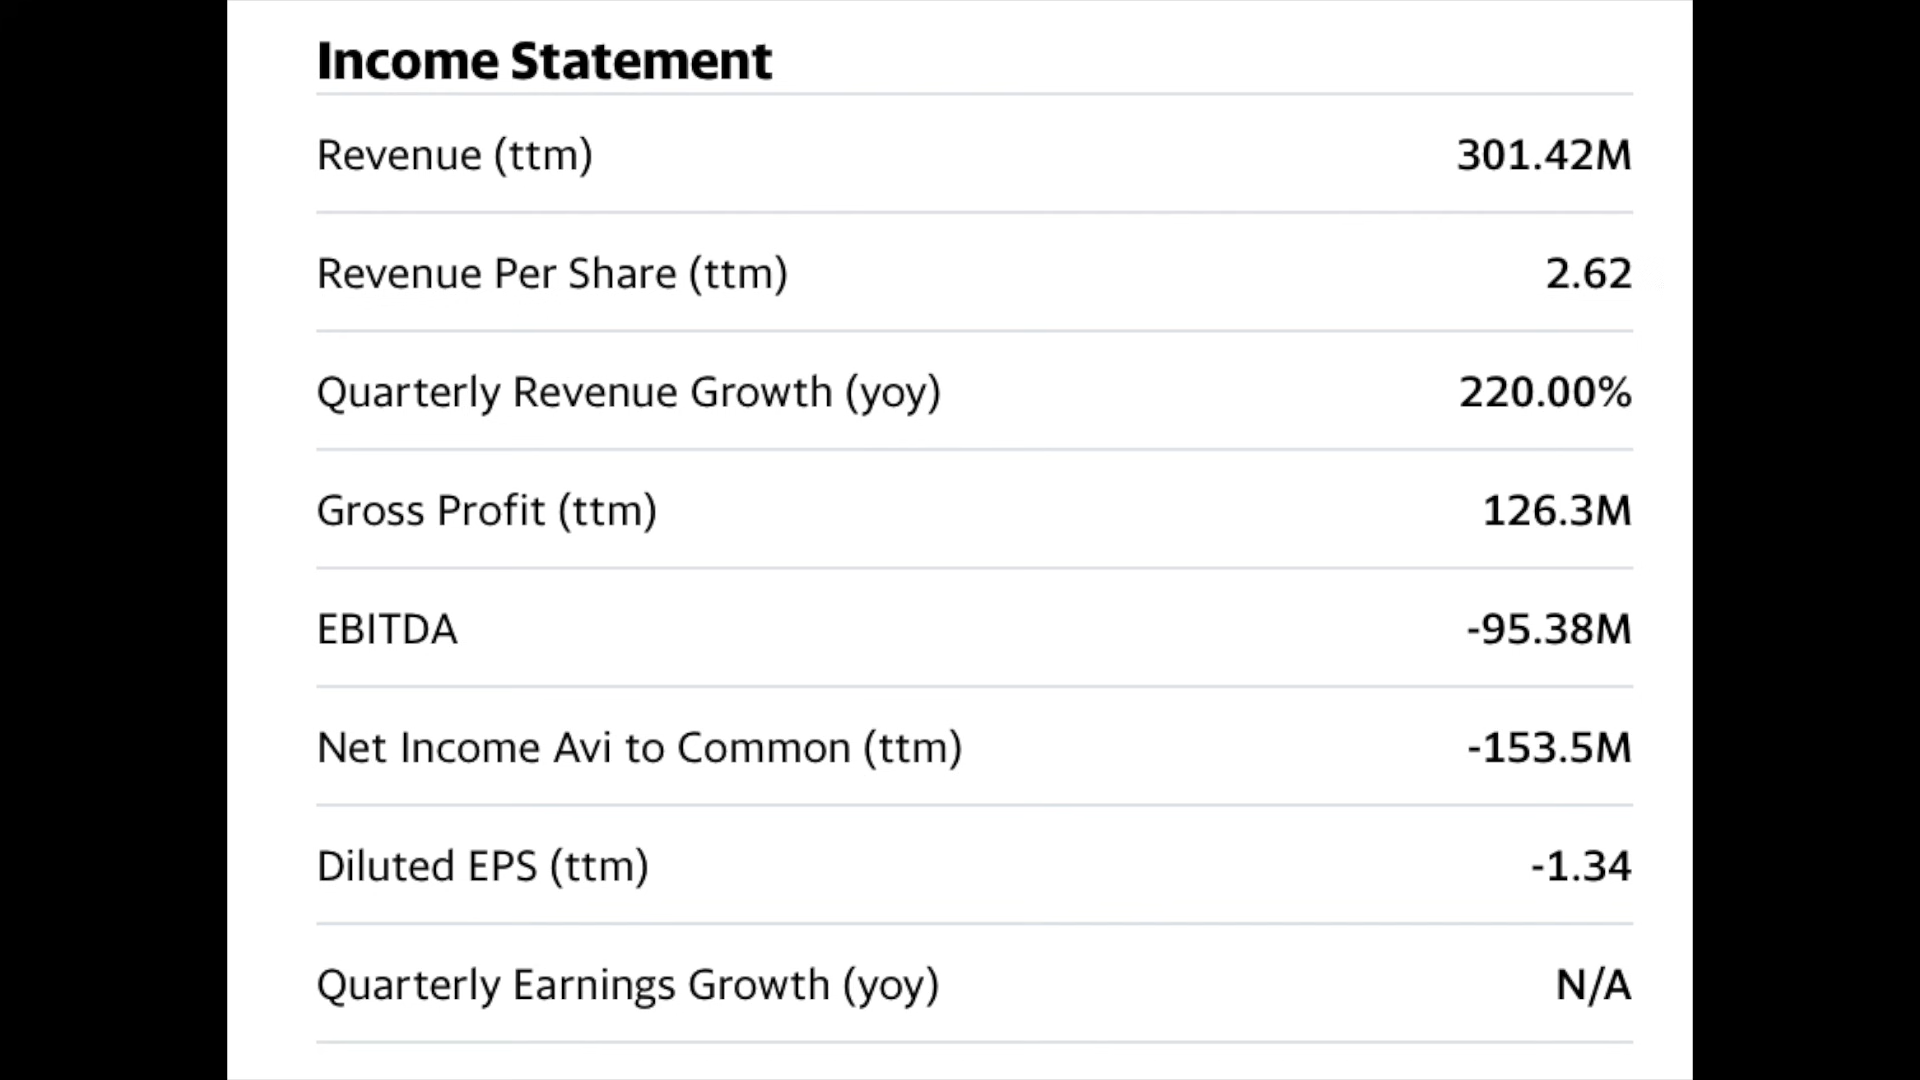 Income Statement
Revenue (ttm) 301.42M
Revenue Per Share (ttm) 2.62
Quarterly Revenue Growth (yoy) 220.00%
Gross Profit (ttm) 126.3M
EBITDA -95.38M
Net Income Avi to Common (ttm) -153.5M
Diluted EPS (ttm) -1.34
Quarterly Earnings Growth (yoy) N/A